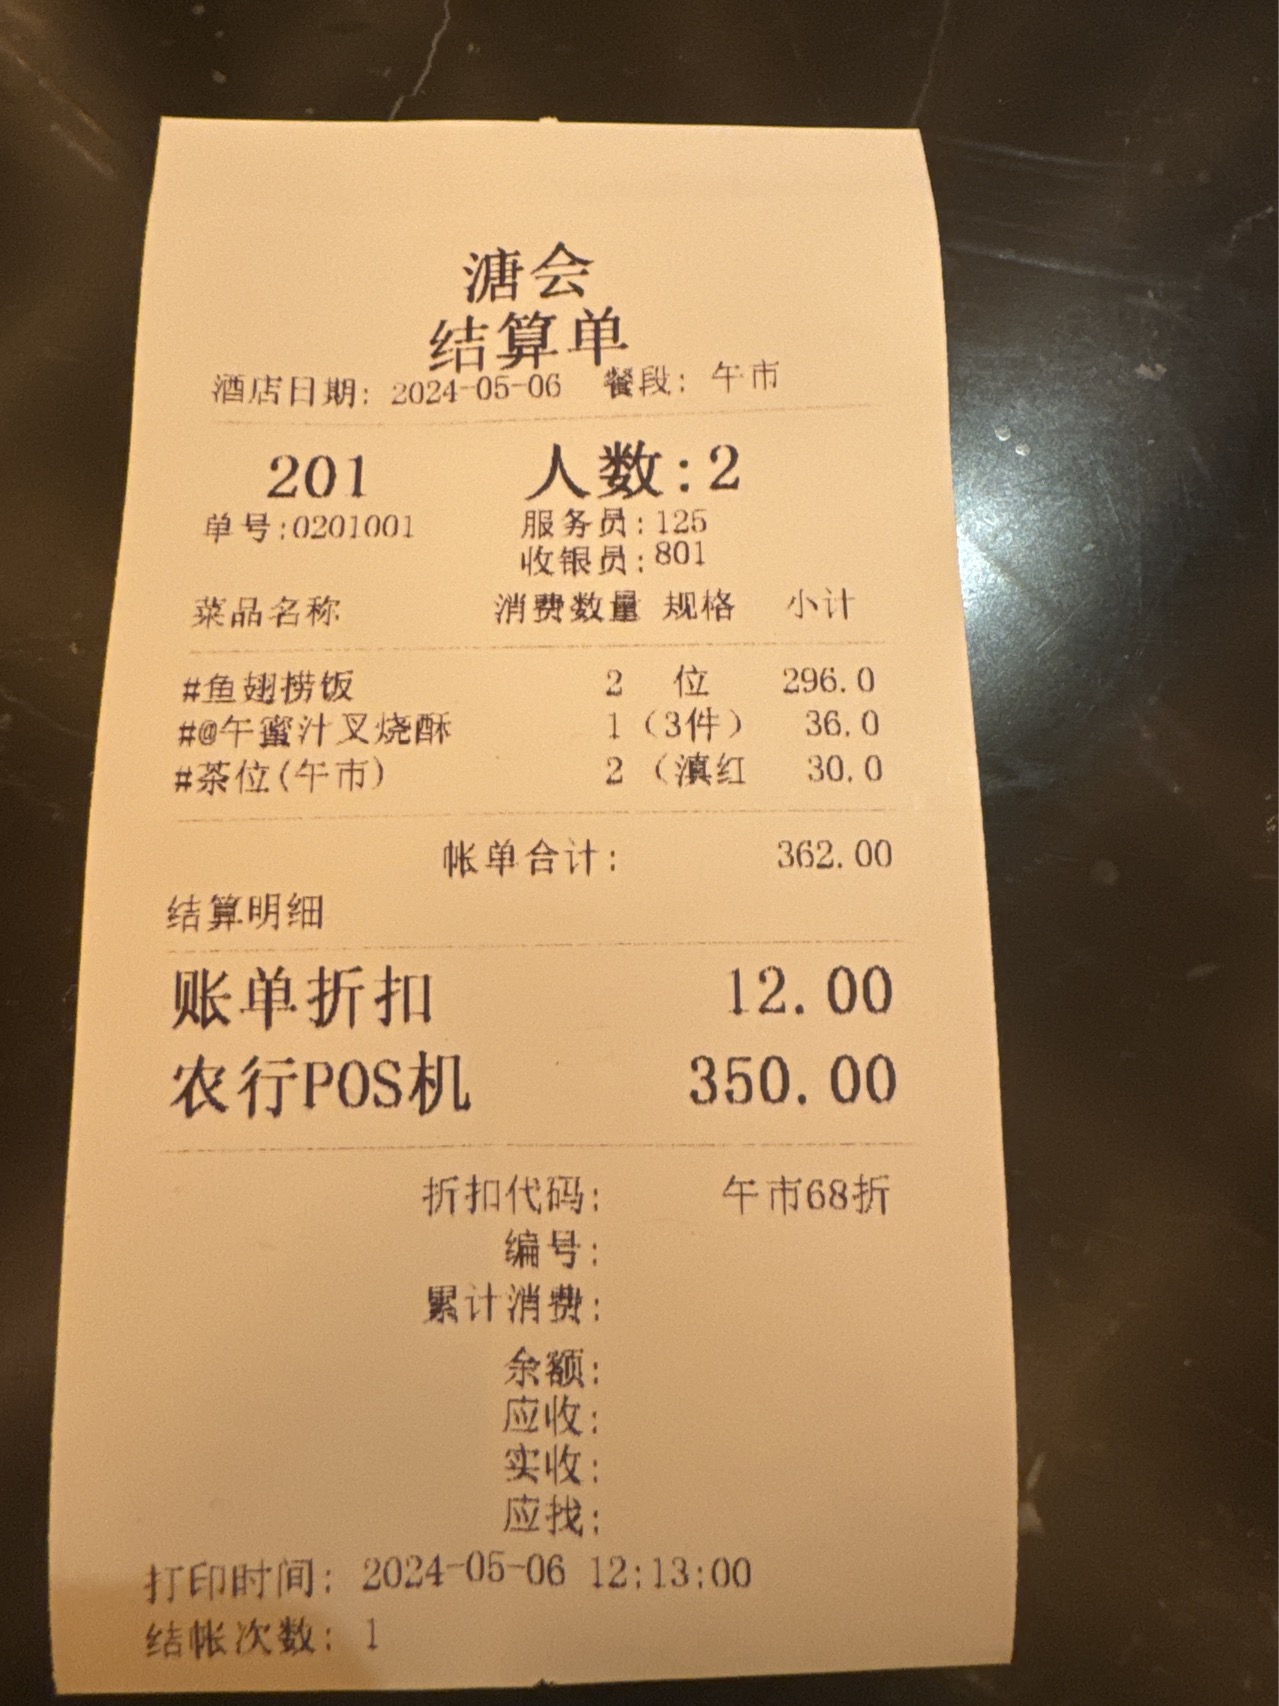 溏会
结算单
酒店日期: 2024-05-06 餐段: 午市
201 人数:2
单号:0201001 服务员:125
收银员:801
菜品名称 消费数量 规格 小计
#鱼翅捞饭 2 位 296.0
#@午蜜汁叉烧酥 1 (3件) 36.0
#茶位(午市) 2 (滇红 30.0
帐单合计: 362.00
结算明细
账单折扣 12.00
农行POS机 350.00
折扣代码: 午市68折
编号:
累计消费:
余额:
应收:
实收:
应找:
打印时间: 2024-05-06 12:13:00
结帐次数: 1